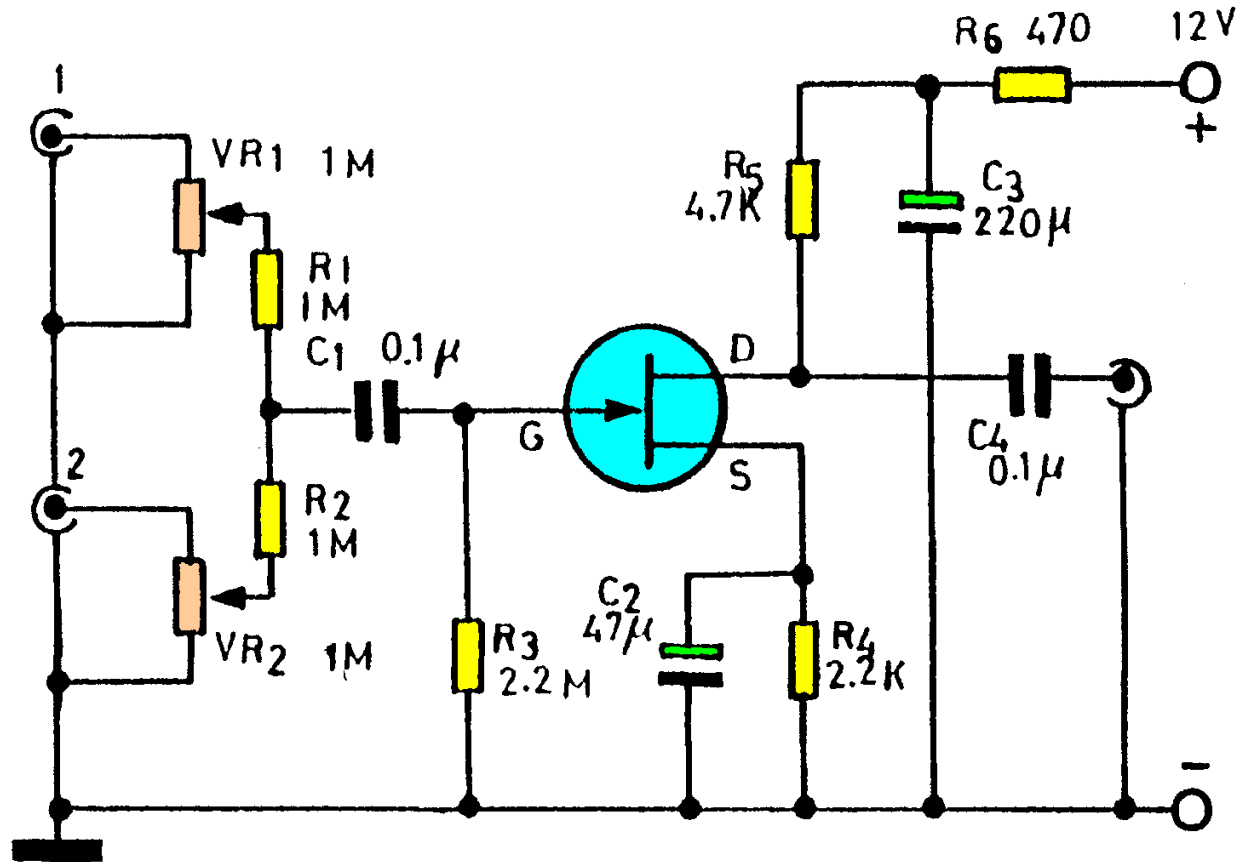 R6 470
12V
+
1
VR1 1M
R5
4.7K
C3
220μ
R1
1M
C1 0.1μ
D
G
S
C4
0.1μ
2
R2
1M
C2
47μ
R3
2.2M
R4
2.2K
VR2 1M
-